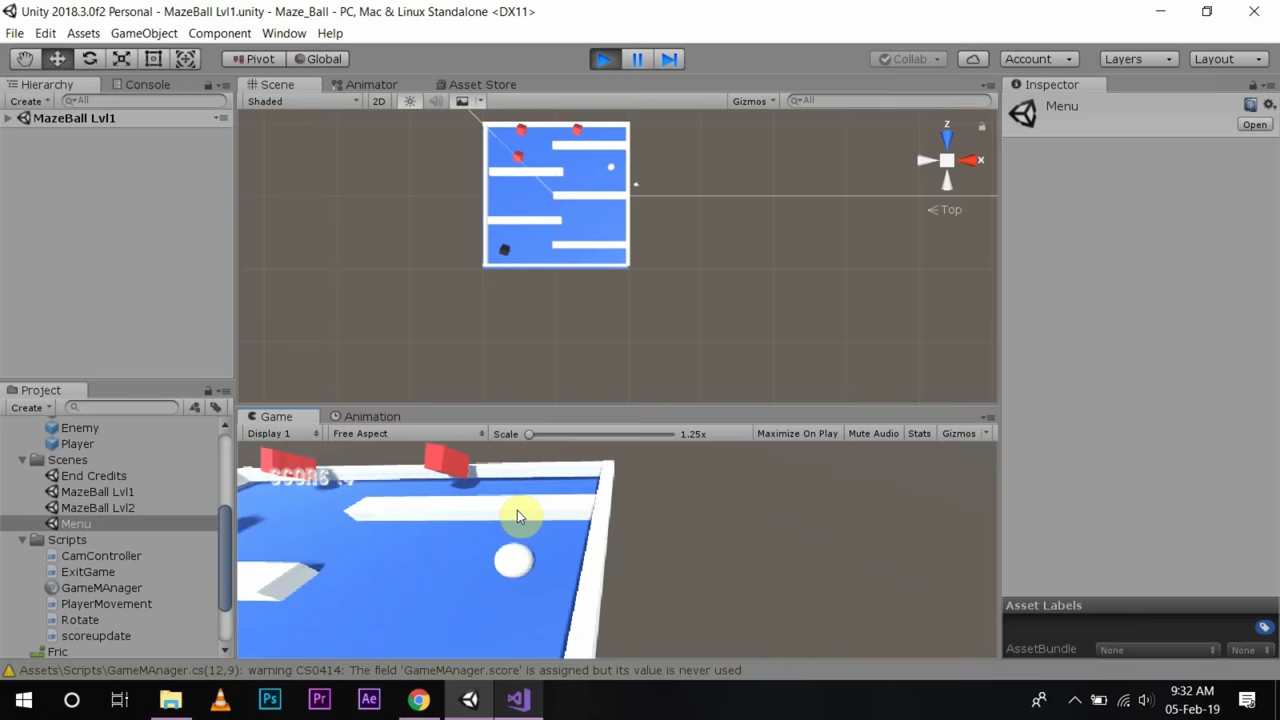 Unity 2018.3.0f2 Personal - MazeBall Lvl1.unity - Maze_Ball - PC, Mac & Linux Standalone <DX11>
File Edit Assets GameObject Component Window Help
Pivot Global Collab Account Layers Layout
Hierarchy Console Scene Animator Asset Store Inspector
Create All Shaded 2D Gizmos All Menu
Open
MazeBall Lvl1
z
x
Top
Project
Create
Game Animation
Display 1 Free Aspect Scale 1.25x Maximize On Play Mute Audio Stats Gizmos
Enemy
Player
Scenes
End Credits
MazeBall Lvl1
MazeBall Lvl2
Menu
Scripts
CamController
ExitGame
GameMAnager
PlayerMovement
Rotate
scoreupdate
Fric
SCORE :4
Asset Labels
AssetBundle None None
Assets\Scripts\GameMAnager.cs(12,9): warning CS0414: The field 'GameMAnager.score' is assigned but its value is never used
Ps Pr Ae
9:32 AM
05-Feb-19